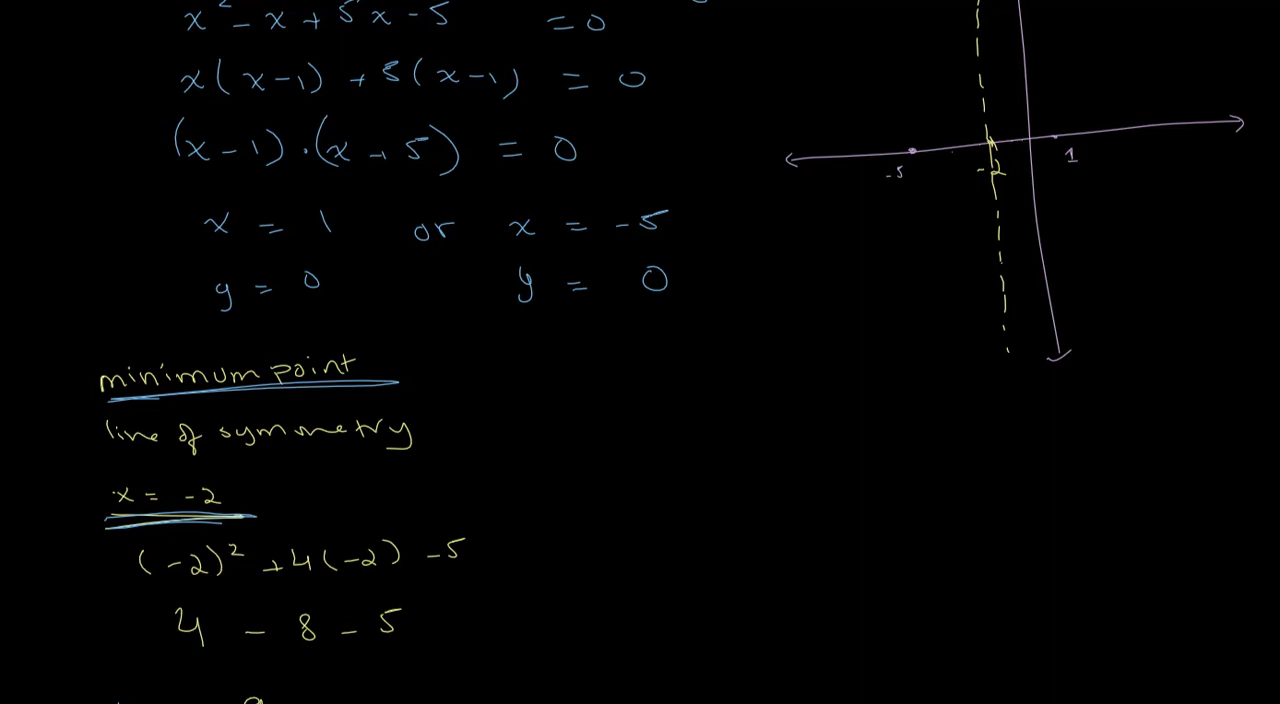 x² - x + 5x - 5 = 0
x(x-1) + 5(x-1) = 0
(x-1).(x+5) = 0
x = 1 or x = -5
y = 0 y = 0
minimum point
line of symmetry
x = -2
(-2)² + 4(-2) - 5
4 - 8 - 5
-5
-2
1